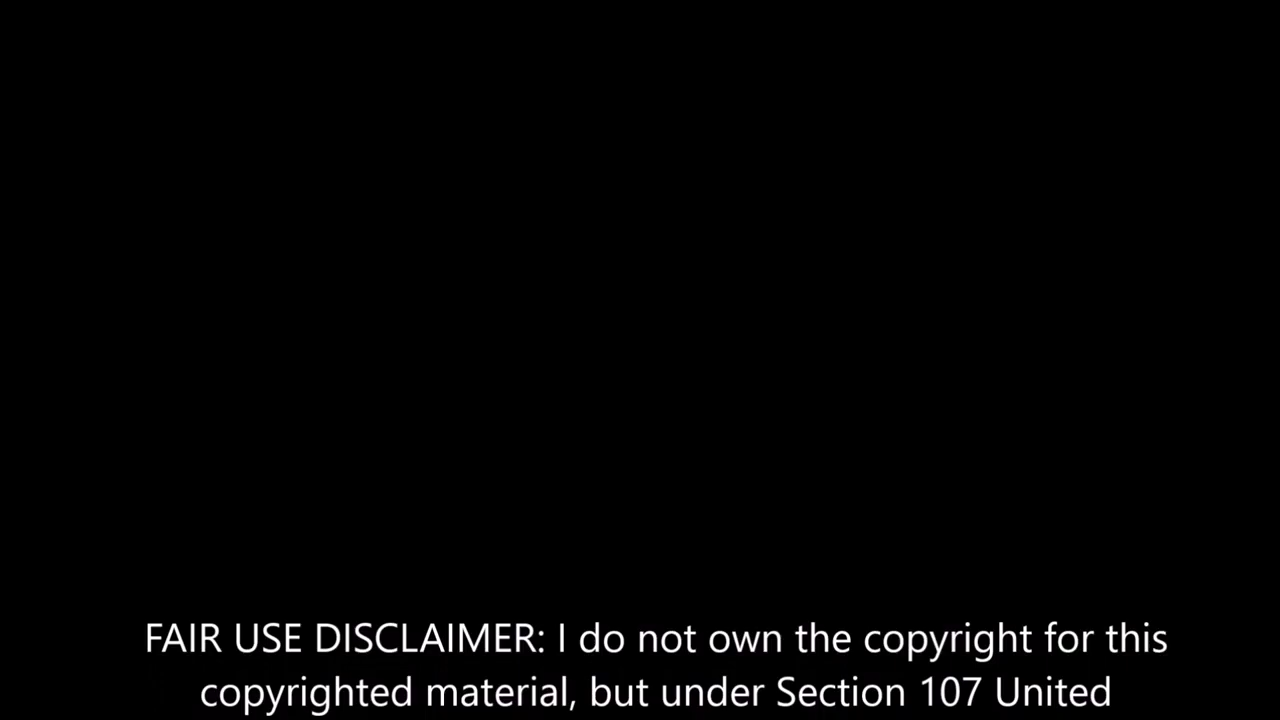 FAIR USE DISCLAIMER: I do not own the copyright for this
copyrighted material, but under Section 107 United